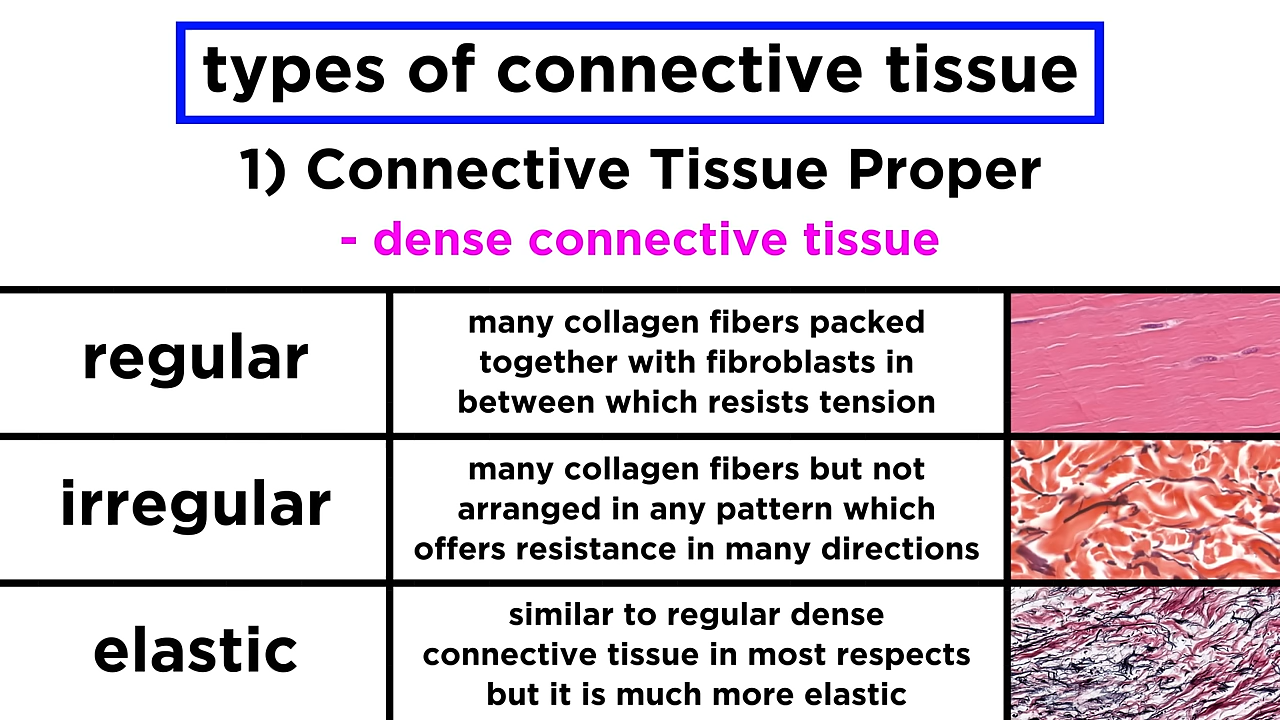 types of connective tissue
1) Connective Tissue Proper
- dense connective tissue
regular
many collagen fibers packed
together with fibroblasts in
between which resists tension
irregular
many collagen fibers but not
arranged in any pattern which
offers resistance in many directions
elastic
similar to regular dense
connective tissue in most respects
but it is much more elastic